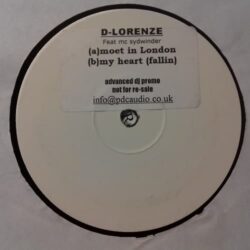 D-LORENZE
Feat mc sydwinder
(a)moet in London
(b)my heart (fallin)
advanced dj promo
not for re-sale
info@pdcaudio.co.uk